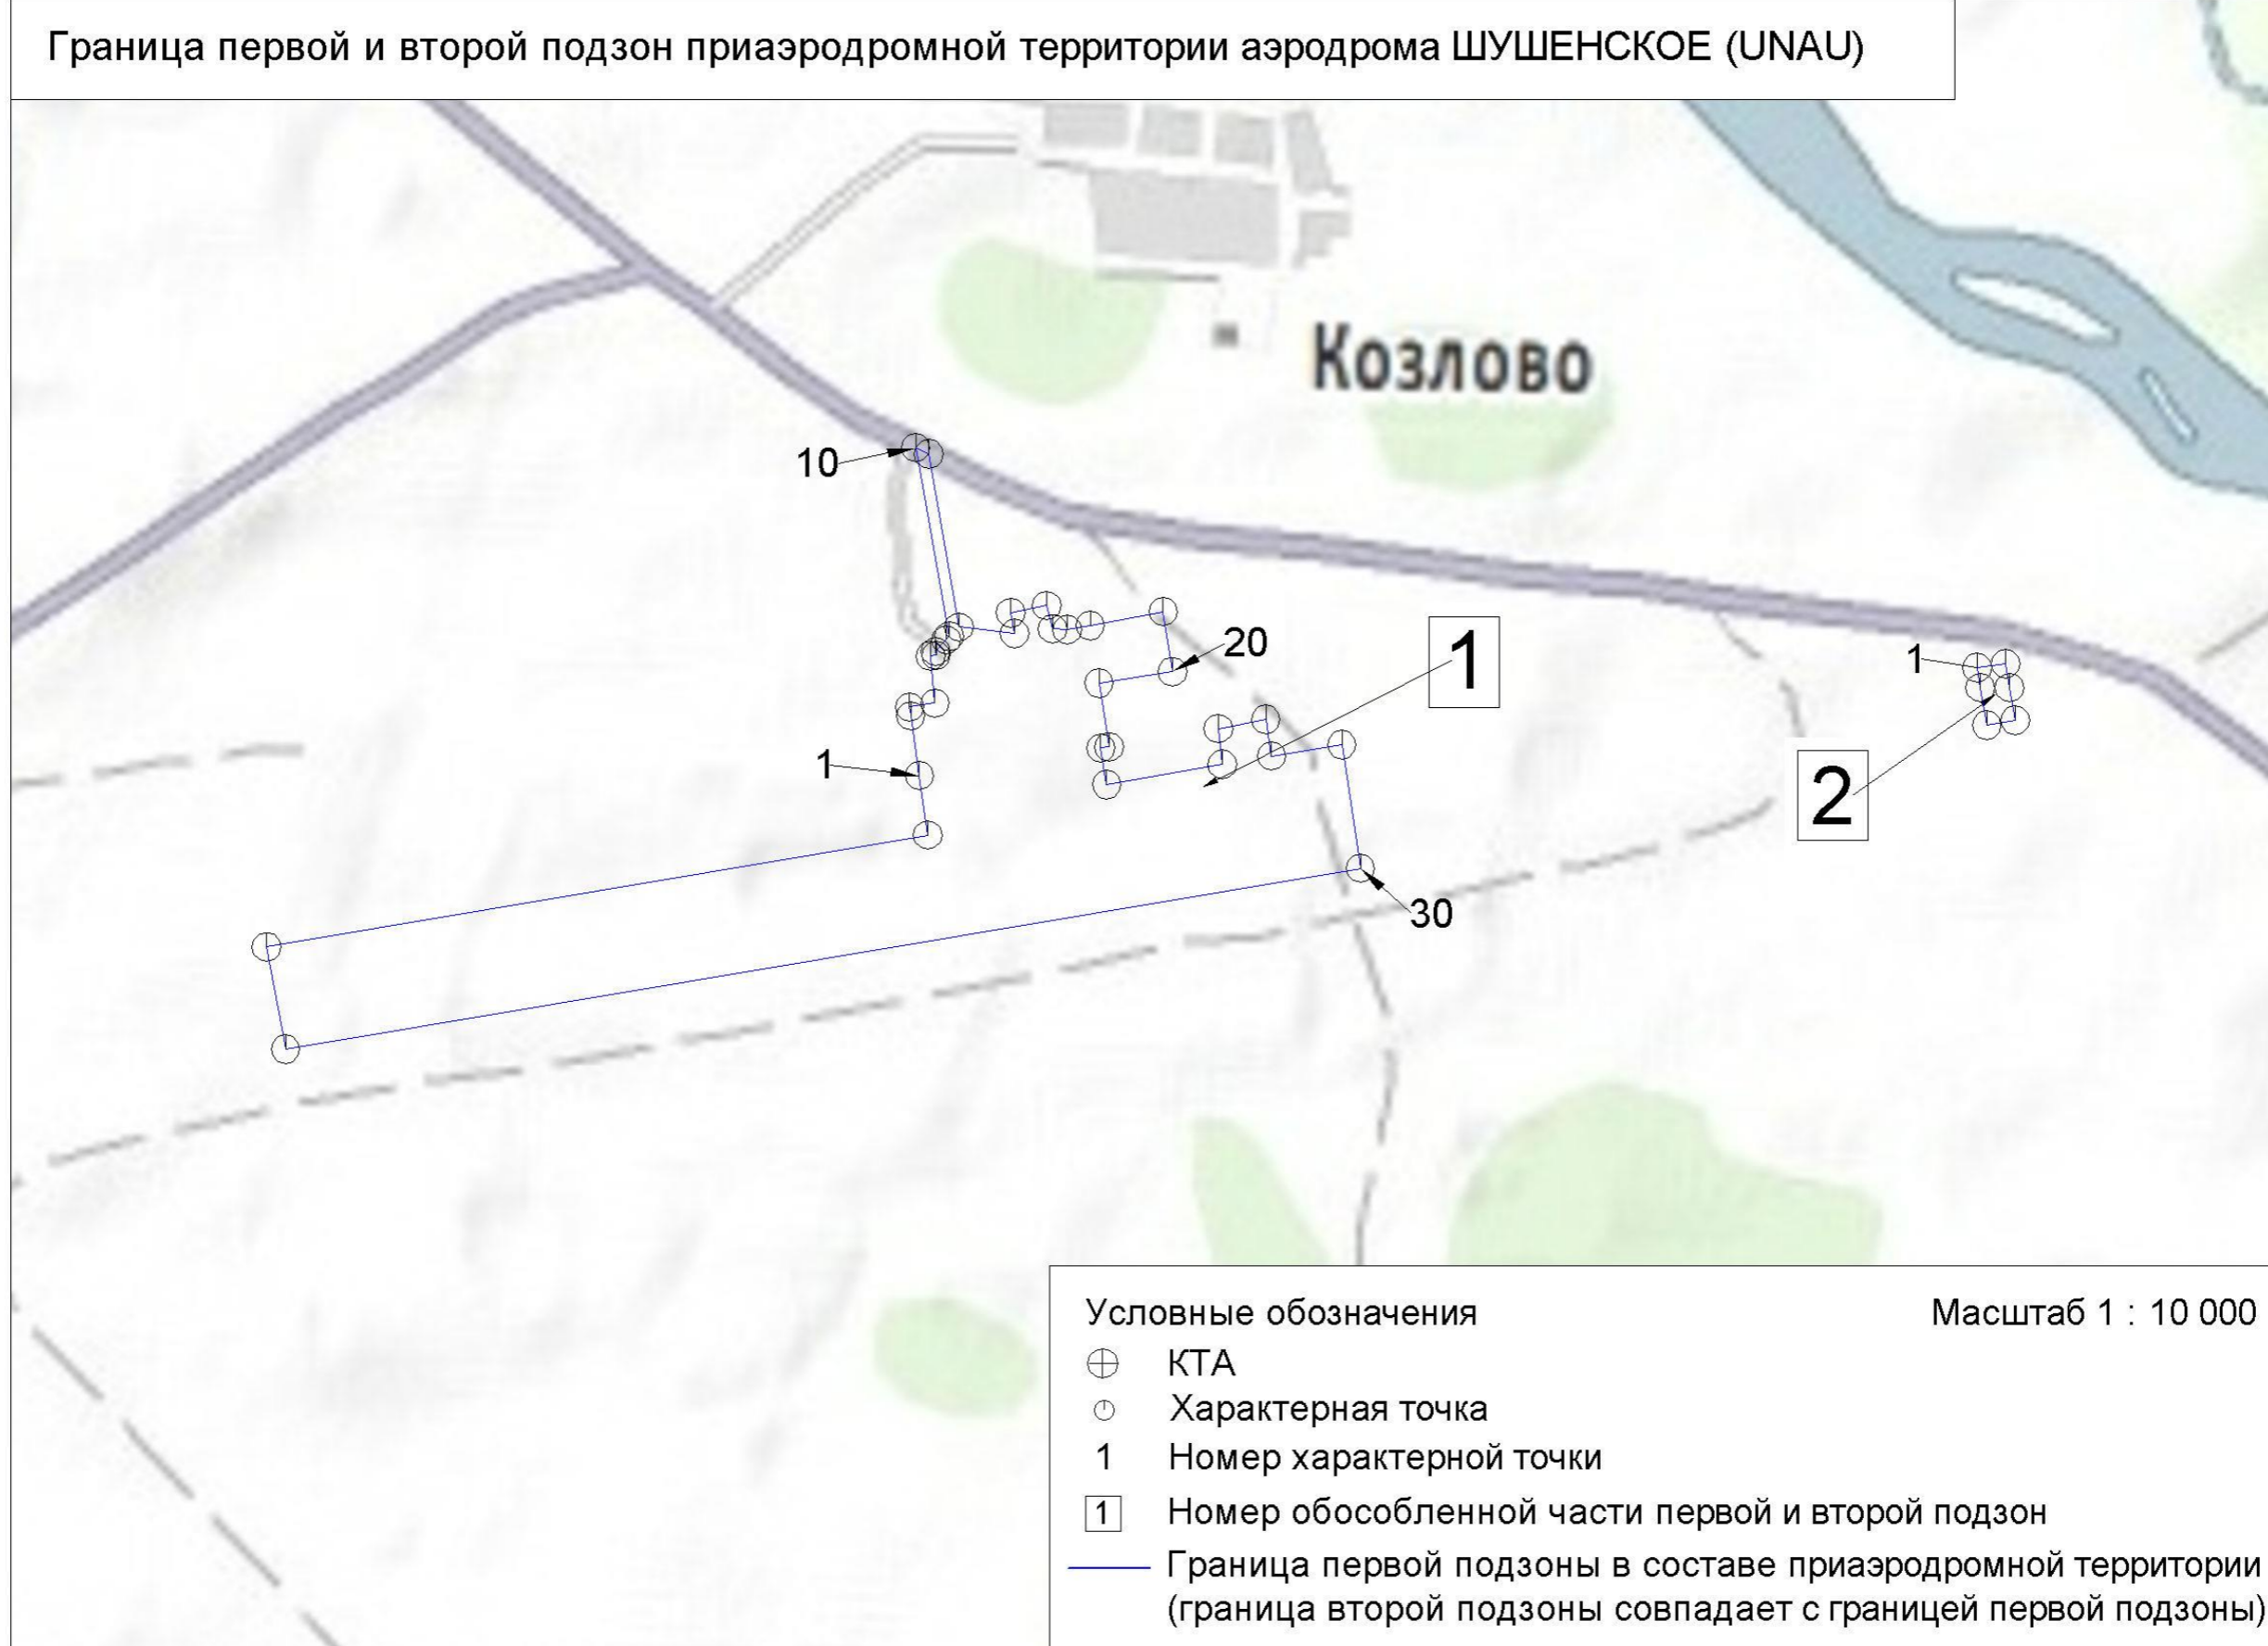 Граница первой и второй подзон приаэродромной территории аэродрома ШУШЕНСКОЕ (UNAU)
Козлово
10
20
1
1
1
2
30
Условные обозначения
Масштаб 1 : 10 000
КТА
Характерная точка
1 Номер характерной точки
1 Номер обособленной части первой и второй подзон
Граница первой подзоны в составе приаэродромной территории
(граница второй подзоны совпадает с границей первой подзоны)